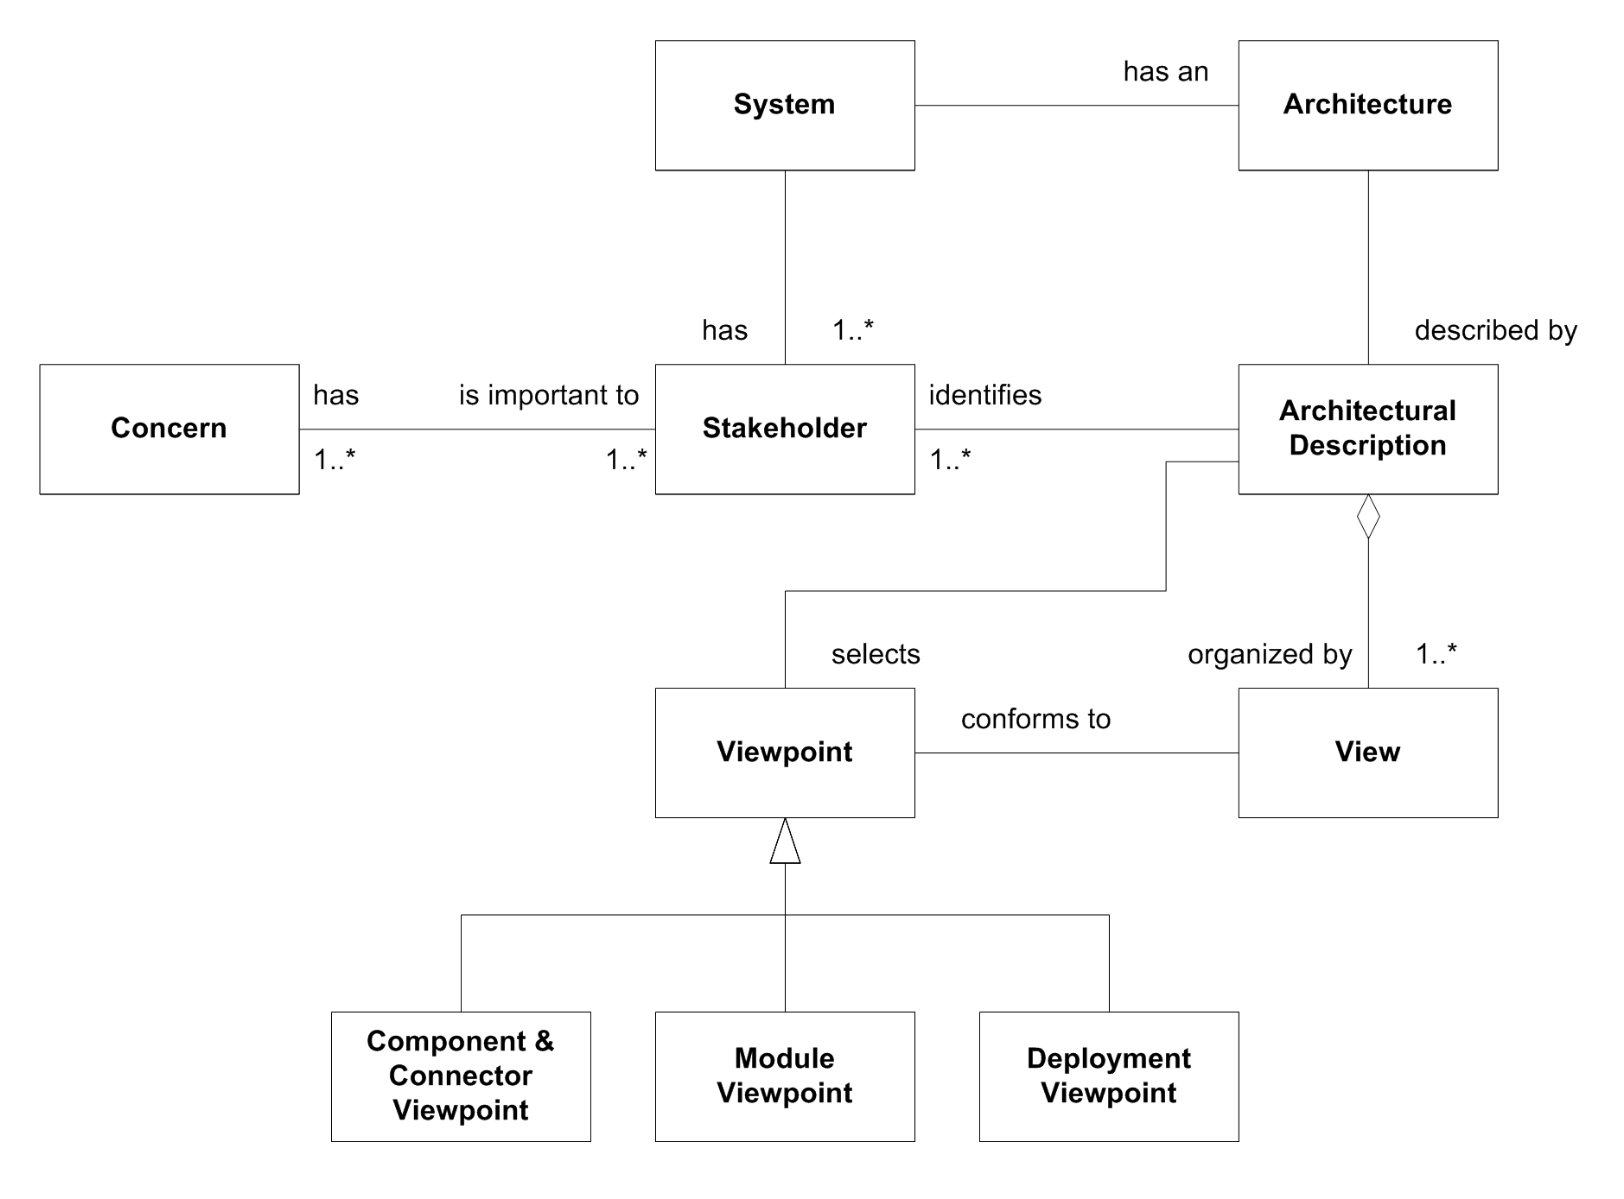 has an
System
Architecture
has
1..*
described by
has
is important to
identifies
Concern
Stakeholder
Architectural
Description
1..*
1..*
1..*
selects
organized by
1..*
conforms to
Viewpoint
View
Component &
Connector
Viewpoint
Module
Viewpoint
Deployment
Viewpoint